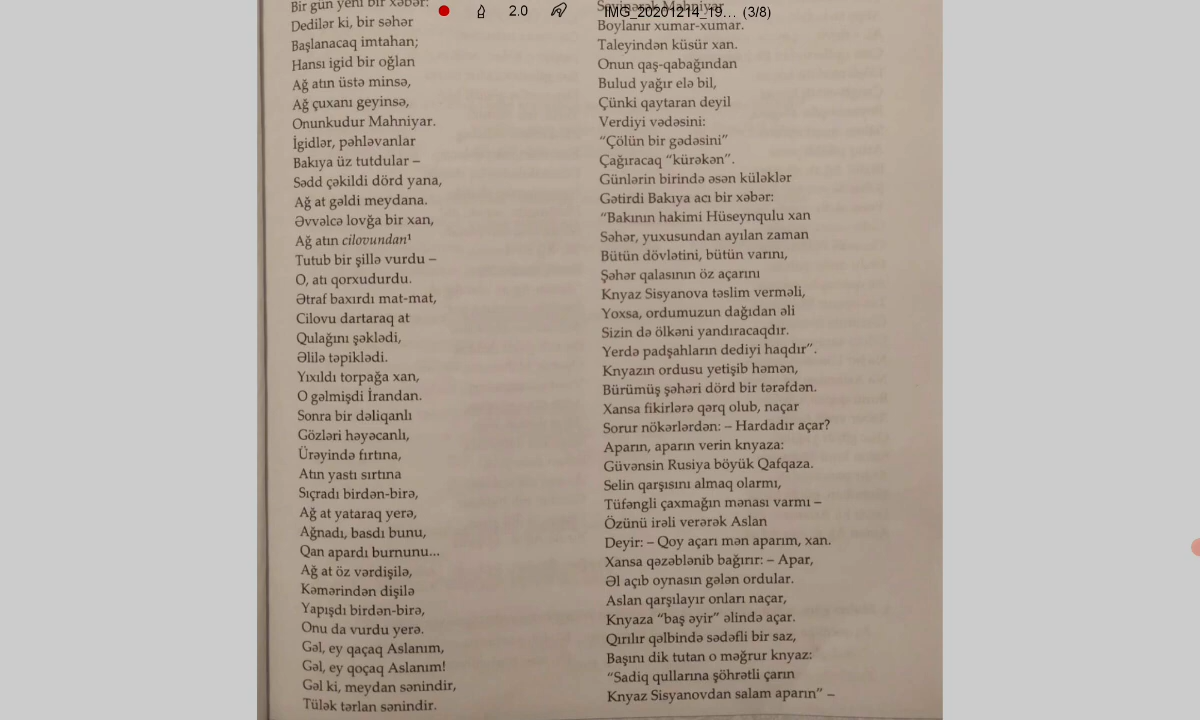 2.0
IMG_20201214_19... (3/8)
Bir gün yeni bir xəbər:
Dedilər ki, bir səhər
Başlanacaq imtahan;
Hansı igid bir oğlan
Ağ atın üstə minsə,
Ağ çuxanı geyinsə,
Onunkudur Mahniyar.
İgidlər, pəhləvanlar
Bakıya üz tutdular –
Sədd çəkildi dörd yana,
Ağ at gəldi meydana.
Əvvəlcə lovğa bir xan,
Ağ atın cilovundan¹
Tutub bir şillə vurdu –
O, atı qorxudurdu.
Ətraf baxırdı mat-mat,
Cilovu dartaraq at
Qulağını şəklədi,
Əlilə təpiklədi.
Yıxıldı torpağa xan,
O gəlmişdi İrandan.
Sonra bir dəliqanlı
Gözləri həyəcanlı,
Ürəyində fırtına,
Atın yastı sırtına
Sıçradı birdən-birə,
Ağ at yataraq yerə,
Ağnadı, basdı bunu,
Qan apardı burnunu...
Ağ at öz vərdişilə,
Kəmərindən dişilə
Yapışdı birdən-birə,
Onu da vurdu yerə.
Gəl, ey qaçaq Aslanım,
Gəl, ey qoçaq Aslanım!
Gəl ki, meydan sənindir,
Tülək tərlan sənindir.
Sevinərək Mahniyar
Boylanır xumar-xumar.
Taleyindən küsür xan.
Onun qaş-qabağından
Bulud yağır elə bil,
Çünki qaytaran deyil
Verdiyi vədəsini:
“Çölün bir gədəsini”
Çağıracaq “kürəkən”.
Günlərin birində əsən küləklər
Gətirdi Bakıya acı bir xəbər:
“Bakının hakimi Hüseynqulu xan
Səhər, yuxusundan ayılan zaman
Bütün dövlətini, bütün varını,
Şəhər qalasının öz açarını
Knyaz Sisyanova təslim verməli,
Yoxsa, ordumuzun dağıdan əli
Sizin də ölkəni yandıracaqdır.
Yerdə padşahların dediyi haqdır”.
Knyazın ordusu yetişib həmən,
Bürümüş şəhəri dörd bir tərəfdən.
Xansa fikirlərə qərq olub, naçar
Sorur nökərlərdən: – Hardadır açar?
Aparın, aparın verin knyaza:
Güvənsin Rusiya böyük Qafqaza.
Selin qarşısını almaq olarmı,
Tüfəngli çaxmağın mənası varmı –
Özünü irəli verərək Aslan
Deyir: – Qoy açarı mən aparım, xan.
Xansa qəzəblənib bağırır: – Apar,
Əl açıb oynasın gələn ordular.
Aslan qarşılayır onları naçar,
Knyaza “baş əyir” əlində açar.
Qırılır qəlbində sədəfli bir saz,
Başını dik tutan o məğrur knyaz:
“Sadiq qullarına şöhrətli çarın
Knyaz Sisyanovdan salam aparın” –